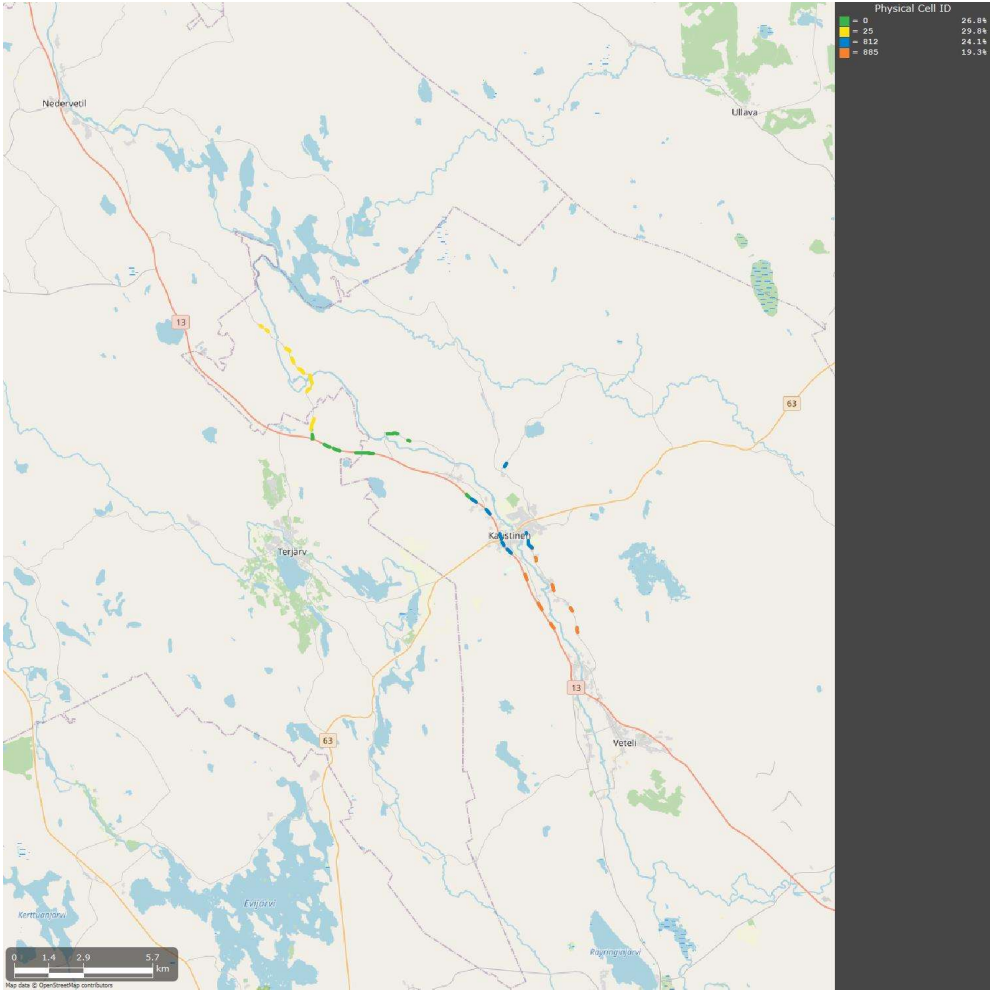 Physical Cell ID
= 0 26.8%
= 25 29.8%
= 812 24.1%
= 885 19.3%
Nedervetil
Ullava
13
63
Kaustinen
Terjärv
13
63
Veteli
Evijärvi
Kerttuanjärvi
Räyringinjärvi
0 1.4 2.9 5.7
km
Map data © OpenStreetMap contributors